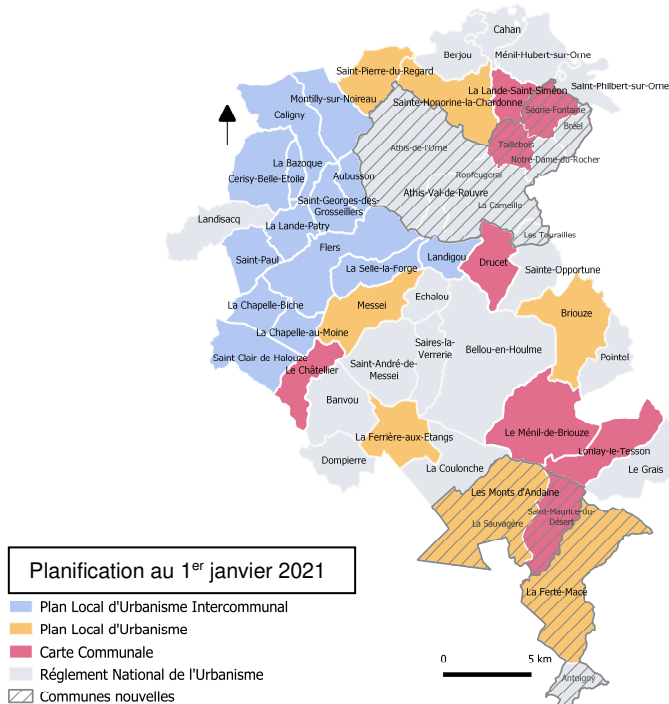 Cahan
Berjou
Ménil-Hubert-sur-Orne
Saint-Pierre-du-Regard
La Lande-Saint-Siméon
Saint-Philbert-sur-Orne
Montilly-sur-Noireau
Sainte-Honorine-la-Chardonne
Ségrie-Fontaine
Caligny
Bréel
Athis-de-l'Orne
Taillebois
La Bazoque
Notre-Dame-du-Rocher
Cerisy-Belle-Etoile
Aubusson
Ronfeugerai
Athis-Val-de-Rouvre
Saint-Georges-des-
Groseillers
La Carneille
Landisacq
La Lande-Patry
Les Tourailles
Flers
Saint-Paul
Landigou
Drucet
La Selle-la-Forge
Sainte-Opportune
Echalou
La Chapelle-Biche
Messei
Briouze
La Chapelle-au-Moine
Saires-la-
Verrerie
Bellou-en-Houlme
Pointel
Saint Clair de Halouze
Le Châtellier
Saint-André-de-
Messei
Banvou
Le Ménil-de-Briouze
La Ferrière-aux-Etangs
Lonlay-le-Tesson
Dompierre
La Coulonche
Le Grais
Les Monts d'Andaine
Saint-Maurice-du-
Désert
La Sauvagère
La Ferté-Macé
Antoigny
Planification au 1er janvier 2021
Plan Local d'Urbanisme Intercommunal
Plan Local d'Urbanisme
Carte Communale
Réglement National de l'Urbanisme
Communes nouvelles
0 5 km